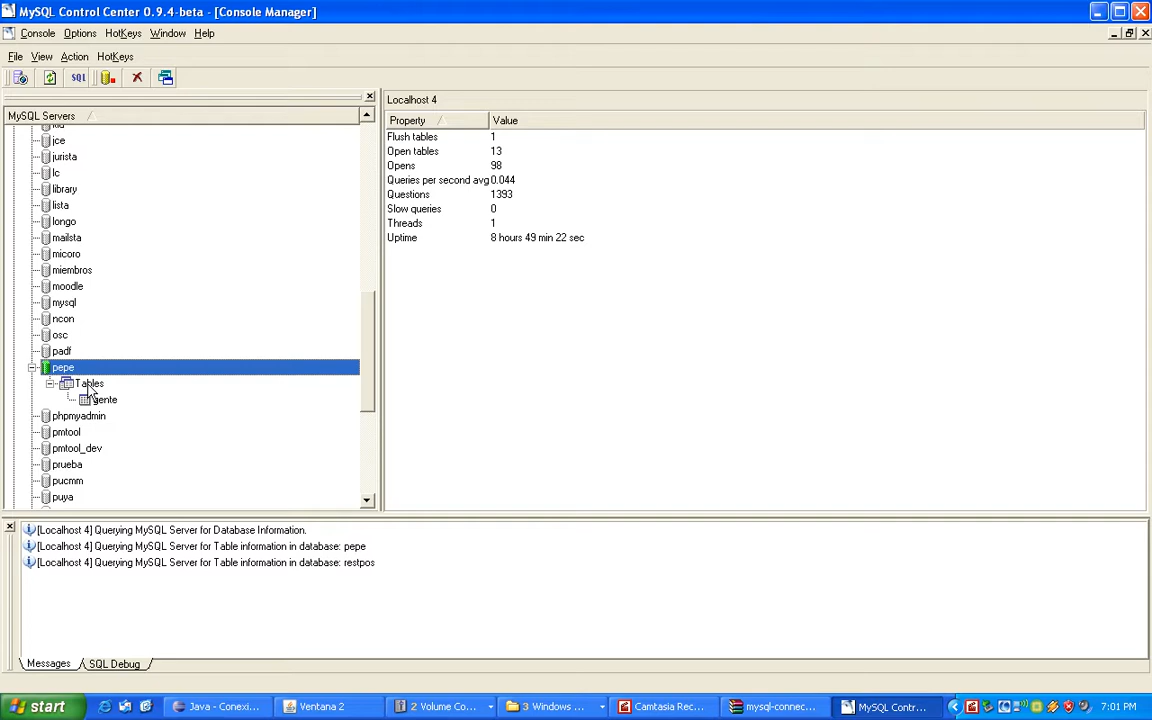 MySQL Control Center 0.9.4-beta - [Console Manager]
Console Options HotKeys Window Help
File View Action HotKeys
SQL
MySQL Servers
jce
jurista
lc
library
lista
longo
mailsta
micoro
miembros
moodle
mysql
ncon
osc
padf
pepe
Tables
gente
phpmyadmin
pmtool
pmtool_dev
prueba
pucmm
puya
Localhost 4
Property Value
Flush tables 1
Open tables 13
Opens 98
Queries per second avg 0.044
Questions 1393
Slow queries 0
Threads 1
Uptime 8 hours 49 min 22 sec
[Localhost 4] Querying MySQL Server for Database Information.
[Localhost 4] Querying MySQL Server for Table information in database: pepe
[Localhost 4] Querying MySQL Server for Table information in database: restpos
Messages SQL Debug
start Java - Conexi... Ventana 2 2 Volume Co... 3 Windows ... Camtasia Rec... mysql-connec... MySQL Contr... 7:01 PM